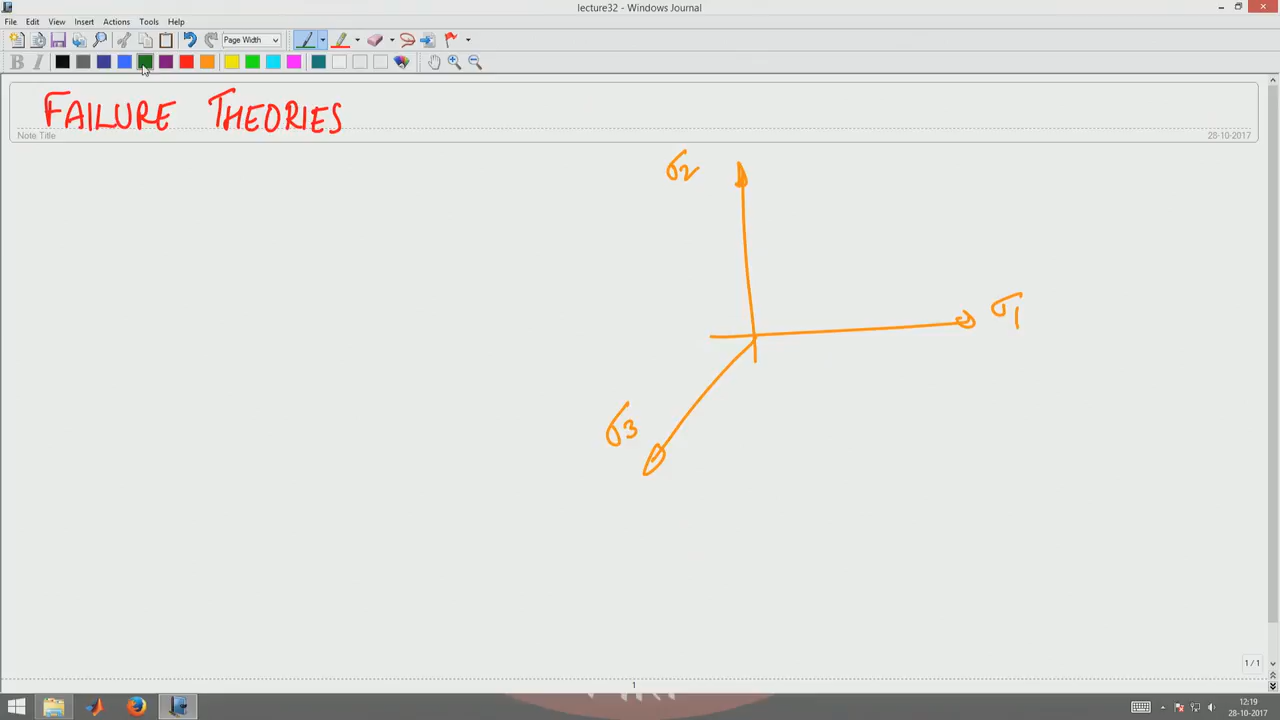 lecture32 - Windows Journal
File Edit View Insert Actions Tools Help
Page Width
B I
FAILURE THEORIES
Note Title
28-10-2017
σ2
σ1
σ3
1 / 1
1
12:19
28-10-2017